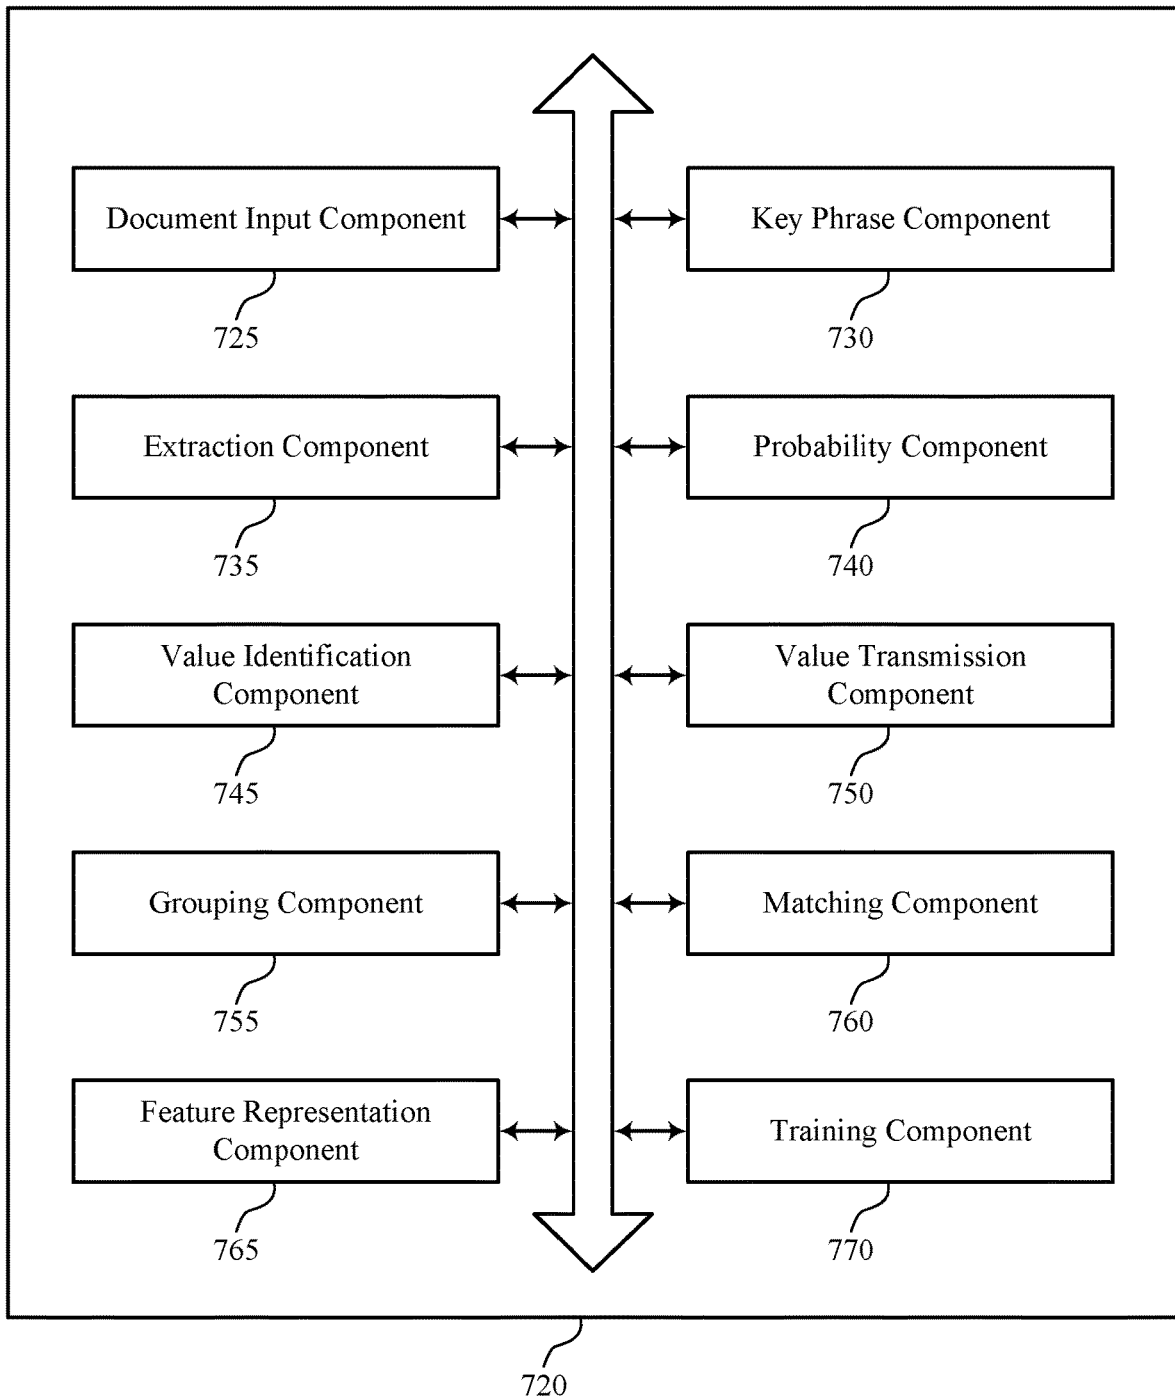 Document Input Component
Key Phrase Component
725
730
Extraction Component
Probability Component
735
740
Value Identification
Component
Value Transmission
Component
745
750
Grouping Component
Matching Component
755
760
Feature Representation
Component
Training Component
765
770
720